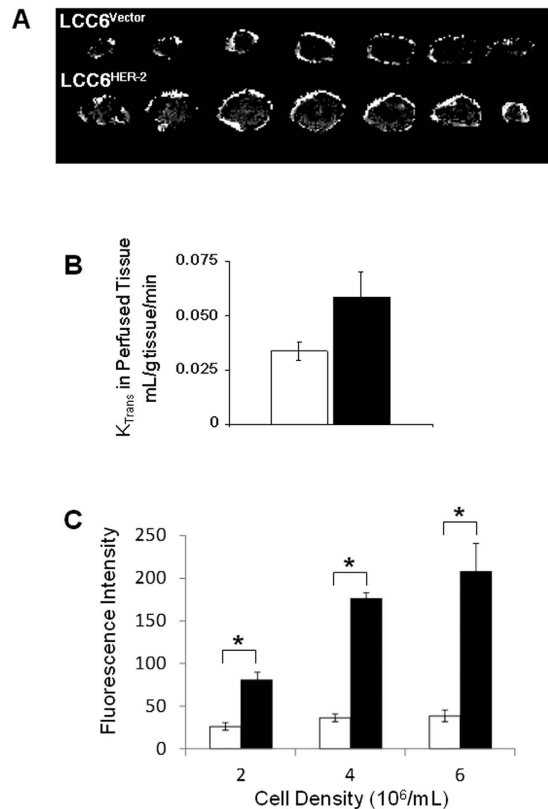 A
LCC6Vector
LCC6HER-2
B
KTrans in Perfused Tissue
mL/gtissue/min
0.075
0.050
0.025
0
C
Fluorescence Intensity
250
200
150
100
50
0
*
*
*
2 4 6
Cell Density (10⁶/mL)